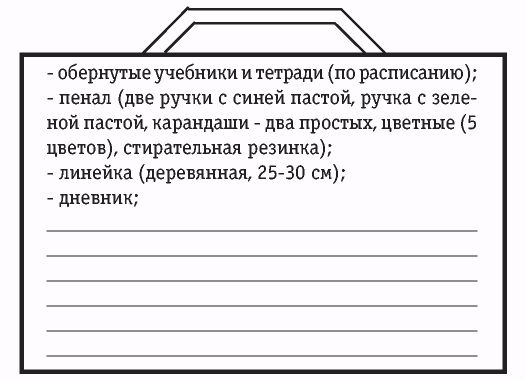 - обернутые учебники и тетради (по расписанию);
- пенал (две ручки с синей пастой, ручка с зеле-
ной пастой, карандаши - два простых, цветные (5
цветов), стирательная резинка);
- линейка (деревянная, 25-30 см);
- дневник;